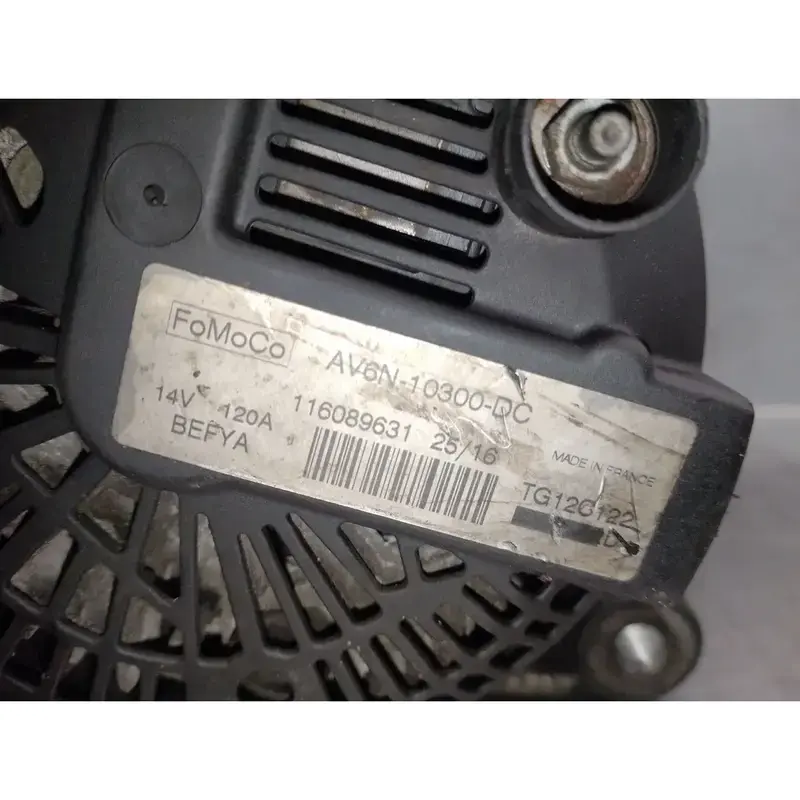 FoMoCo
AV6N-10300-DC
14V 120A 116089631 25/16
BEFYA
MADE IN FRANCE
TG12C122